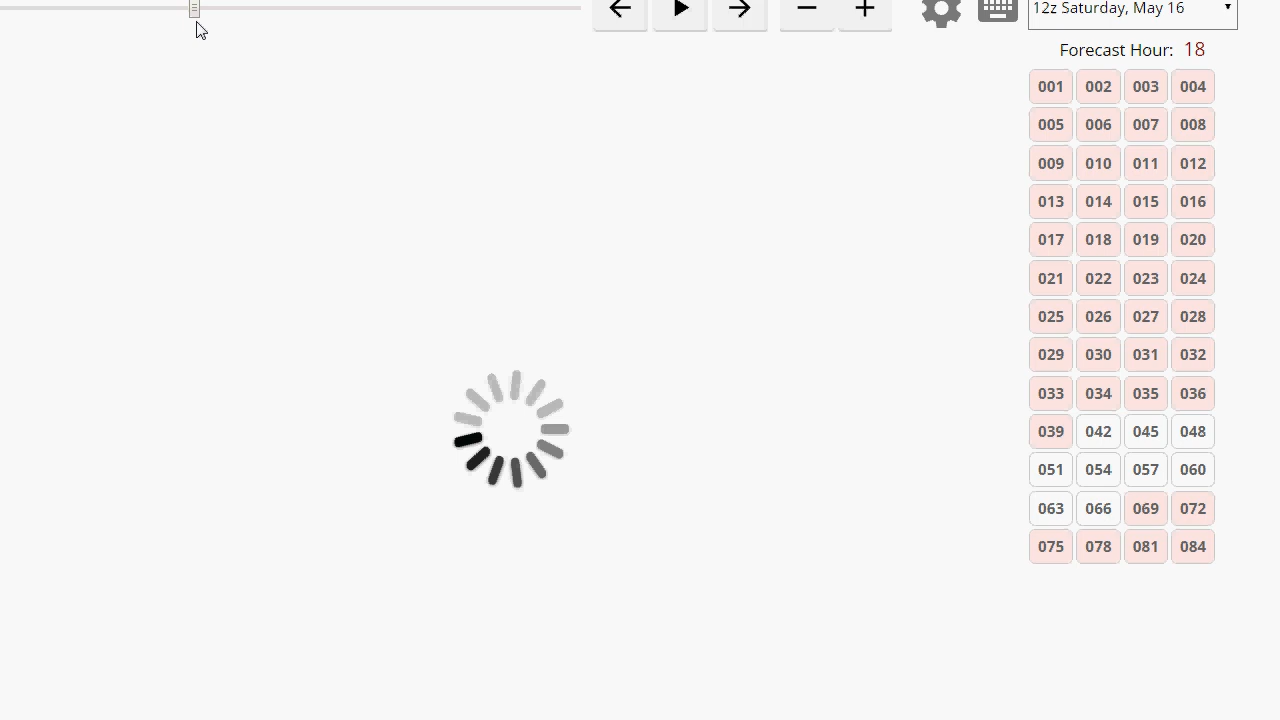 12z Saturday, May 16
Forecast Hour: 18
001 002 003 004
005 006 007 008
009 010 011 012
013 014 015 016
017 018 019 020
021 022 023 024
025 026 027 028
029 030 031 032
033 034 035 036
039 042 045 048
051 054 057 060
063 066 069 072
075 078 081 084